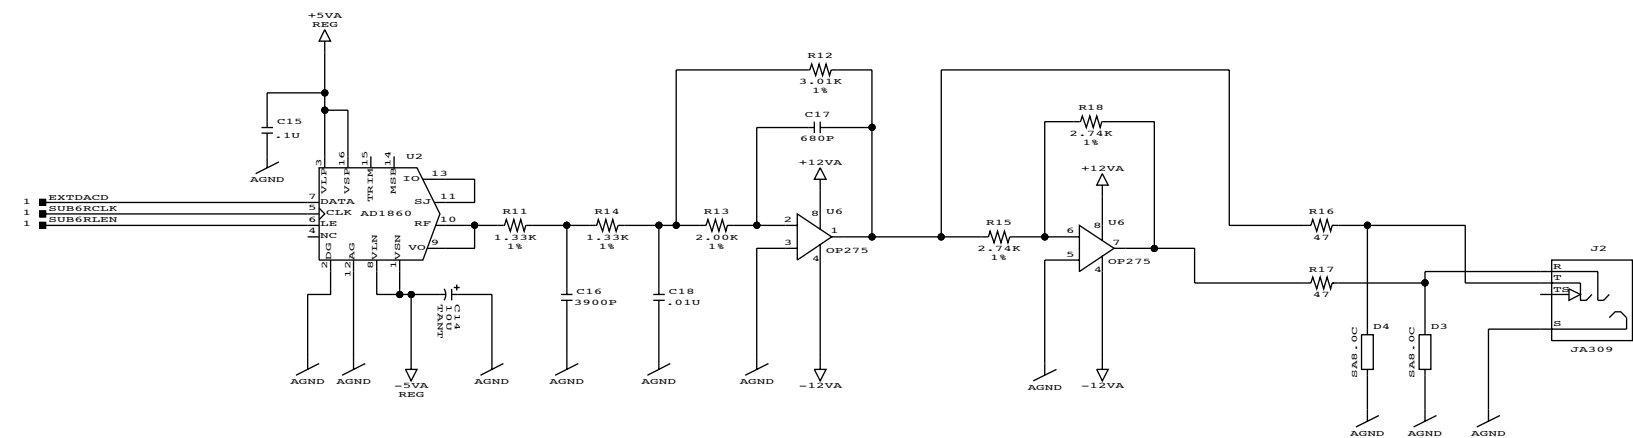 +5VA
REG
R12
3.01K
1%
C17
680P
R18
2.74K
1%
C15
.1U
AGND
3
VLP
16
VSP
15
TRIM
14
MSB
U2
IO
13
SJ
11
1
EXTDACD
7
DATA
1
SUB6RCLK
5
CLK
1
SUB6RLEN
6
LE
4
NC
AD1860
RF
10
VO
9
2
DG
12
AG
8
VLN
1
VSN
R11
1.33K
1%
R14
1.33K
1%
R13
2.00K
1%
+12VA
8
U6
2
3
1
4
OP275
-12VA
R15
2.74K
1%
+12VA
8
U6
6
5
7
4
OP275
-12VA
R16
47
R17
47
J2
R
T
TS
S
JA309
C14
10U
TANT
+
C16
3900P
C18
.01U
D4
SA8.0C
D3
SA8.0C
AGND
AGND
-5VA
REG
AGND
AGND
AGND
AGND
AGND
AGND
AGND
AGND